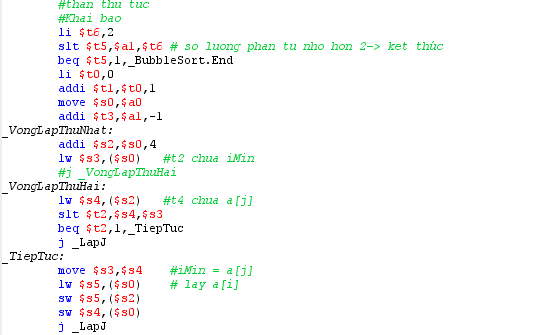 #than thu tuc
#Khai bao
li $t6,2
slt $t5,$a1,$t6 # so luong phan tu nho hon 2-> ket thúc
beq $t5,1,_BubbleSort.End
li $t0,0
addi $t1,$t0,1
move $s0,$a0
addi $t3,$a1,-1
_VongLapThuNhat:
addi $s2,$s0,4
lw $s3,($s0) #t2 chua iMin
#j _VongLapThuHai
_VongLapThuHai:
lw $s4,($s2) #t4 chua a[j]
slt $t2,$s4,$s3
beq $t2,1,_TiepTuc
j _LapJ
_TiepTuc:
move $s3,$s4 #iMin = a[j]
lw $s5,($s0) # lay a[i]
sw $s5,($s2)
sw $s4,($s0)
j _LapJ